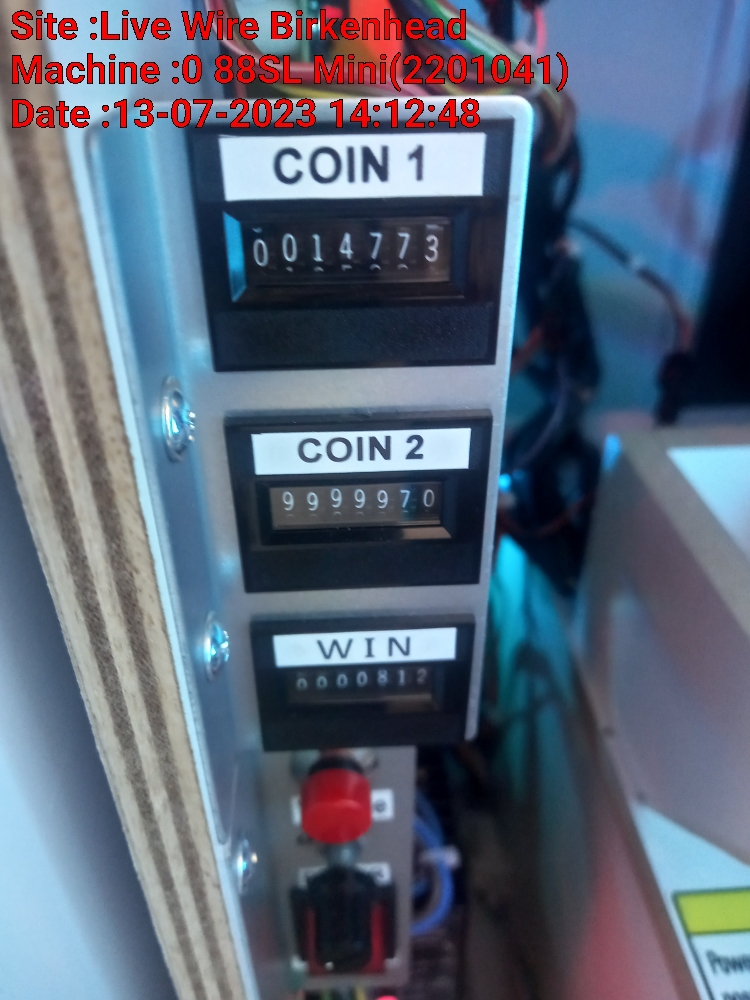 Site :Live Wire Birkenhead
Machine :0 88SL Mini(2201041)
Date :13-07-2023 14:12:48
COIN 1
0014773
COIN 2
9999970
WIN
0000812
Powe